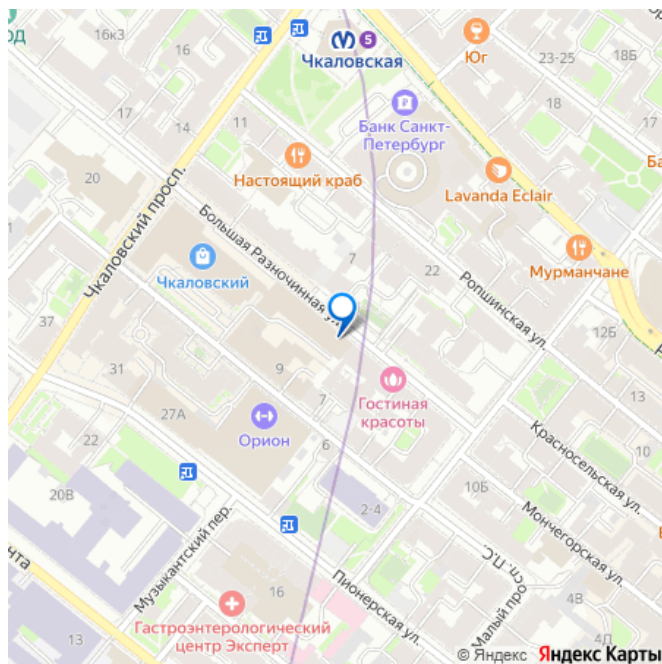 од
16к3
5
Чкаловская
Юг
23-25
18Б
17
14
11
Банк Санкт-
Петербург
18
17
20
Настоящий краб
Lavanda Eclair
Чкаловский просп.
Большая Разночинная ул.
7
22
Мурманчане
Чкаловский
Ропшинская ул.
37
12Б
31
9
7
Гостиная
красоты
13
27А
Орион
6
22
Красносельская ул.
10
20В
2-4
10Б
Мончегорская ул.
Музыкантский пер.
16
Пионерская ул.
Малый просп. П.С.
4В
4Д
Гастроэнтерологический
центр Эксперт
13
© Яндекс Яндекс Карты